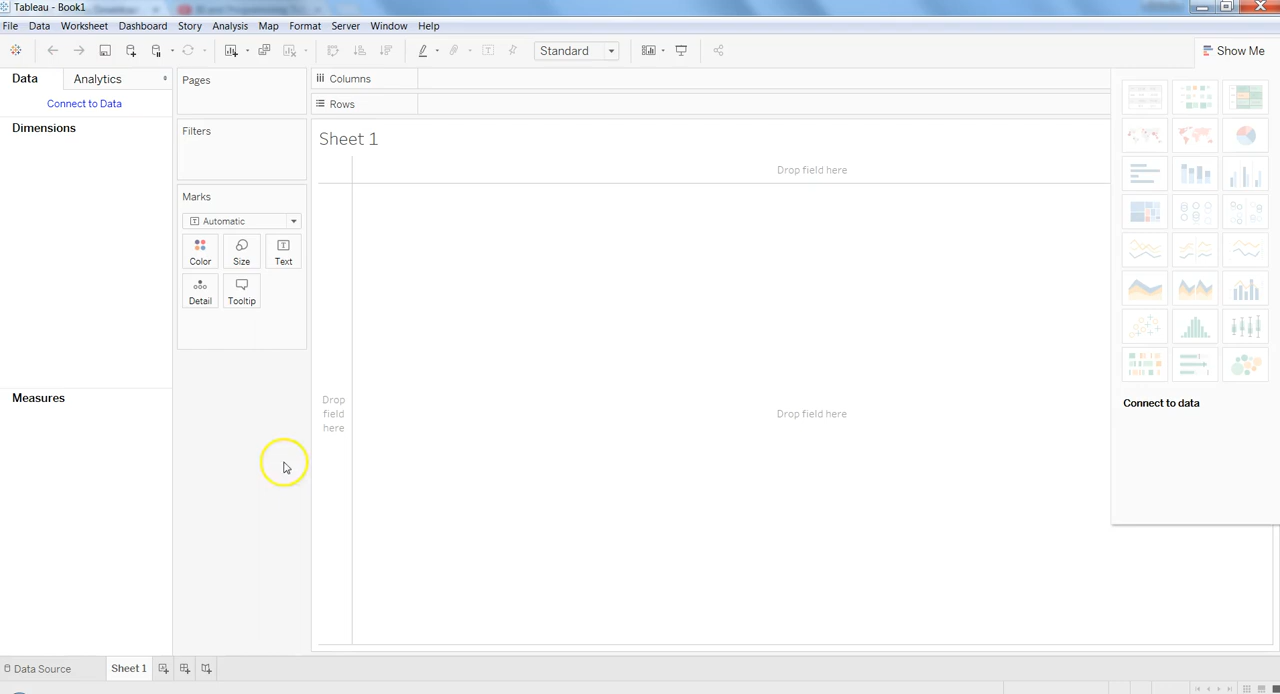 Tableau - Book1
File Data Worksheet Dashboard Story Analysis Map Format Server Window Help
Standard
Show Me
Data Analytics
Connect to Data
Dimensions
Measures
Pages
Filters
Marks
Automatic
Color Size Text
Detail Tooltip
Columns
Rows
Sheet 1
Drop field here
Drop
field
here
Drop field here
Connect to data
Data Source Sheet 1